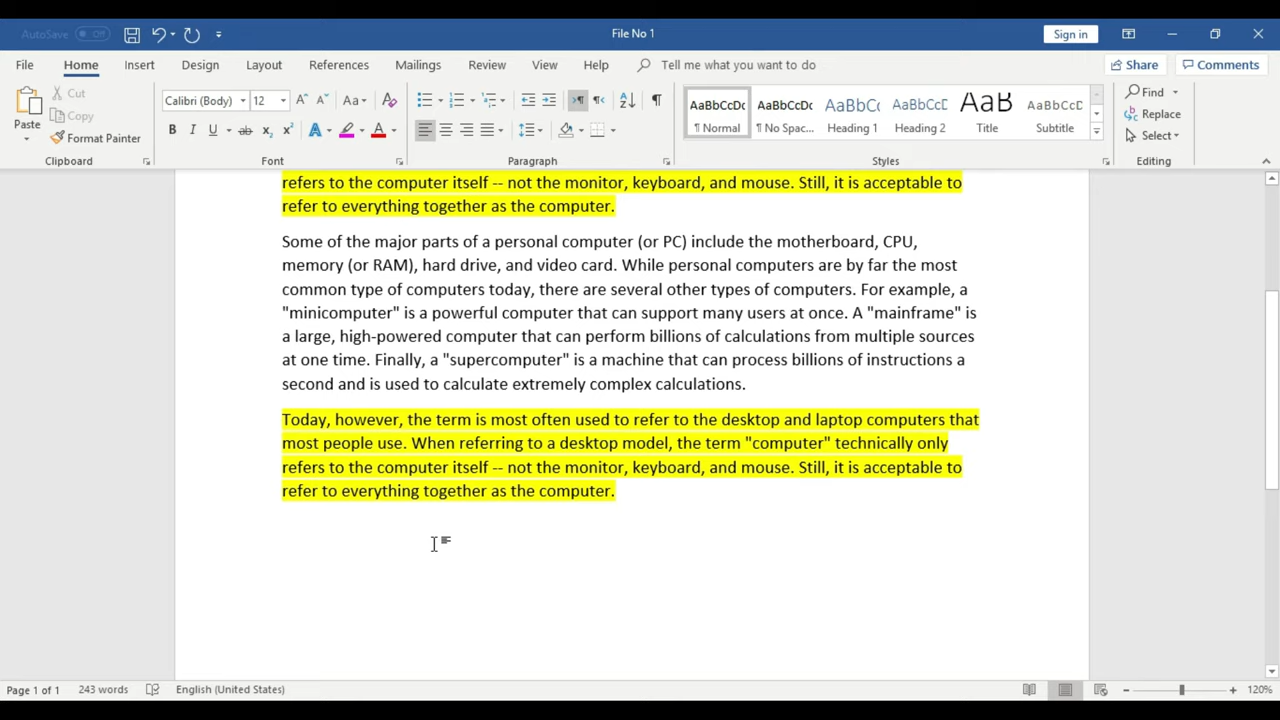 AutoSave Off File No 1 Sign in
File Home Insert Design Layout References Mailings Review View Help Tell me what you want to do Share Comments
Paste Cut Copy Format Painter
Calibri (Body) 12 Aa
B I U ab x₂ x² A A
AaBbCcDc AaBbCcDc AaBbCc AaBbCcD AaB AaBbCcD
¶ Normal ¶ No Spac... Heading 1 Heading 2 Title Subtitle
Find
Replace
Select
Clipboard Font Paragraph Styles Editing
refers to the computer itself -- not the monitor, keyboard, and mouse. Still, it is acceptable to
refer to everything together as the computer.
Some of the major parts of a personal computer (or PC) include the motherboard, CPU,
memory (or RAM), hard drive, and video card. While personal computers are by far the most
common type of computers today, there are several other types of computers. For example, a
"minicomputer" is a powerful computer that can support many users at once. A "mainframe" is
a large, high-powered computer that can perform billions of calculations from multiple sources
at one time. Finally, a "supercomputer" is a machine that can process billions of instructions a
second and is used to calculate extremely complex calculations.
Today, however, the term is most often used to refer to the desktop and laptop computers that
most people use. When referring to a desktop model, the term "computer" technically only
refers to the computer itself -- not the monitor, keyboard, and mouse. Still, it is acceptable to
refer to everything together as the computer.
Page 1 of 1 243 words English (United States) 120%